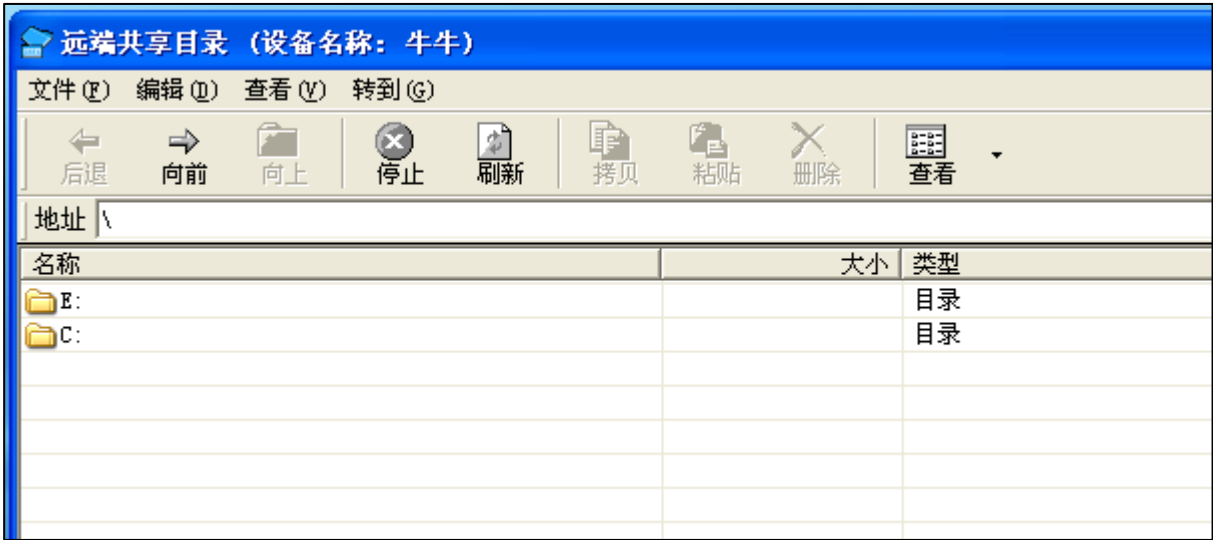 远端共享目录 (设备名称: 牛牛)
文件(F) 编辑(D) 查看(V) 转到(G)
后退 向前 向上 停止 刷新 拷贝 粘贴 删除 查看
地址 \
名称 大小 类型
E: 目录
C: 目录